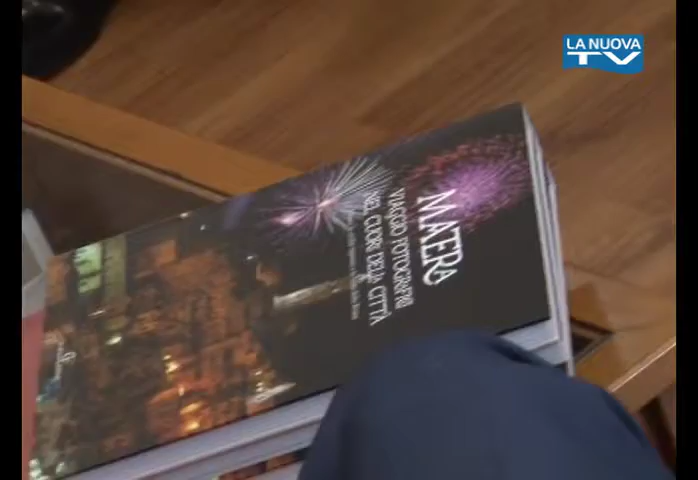 LA NUOVA
TV
MATERA
VIAGGIO FOTOGRAFICO
NEL CUORE DELLA CITTÀ